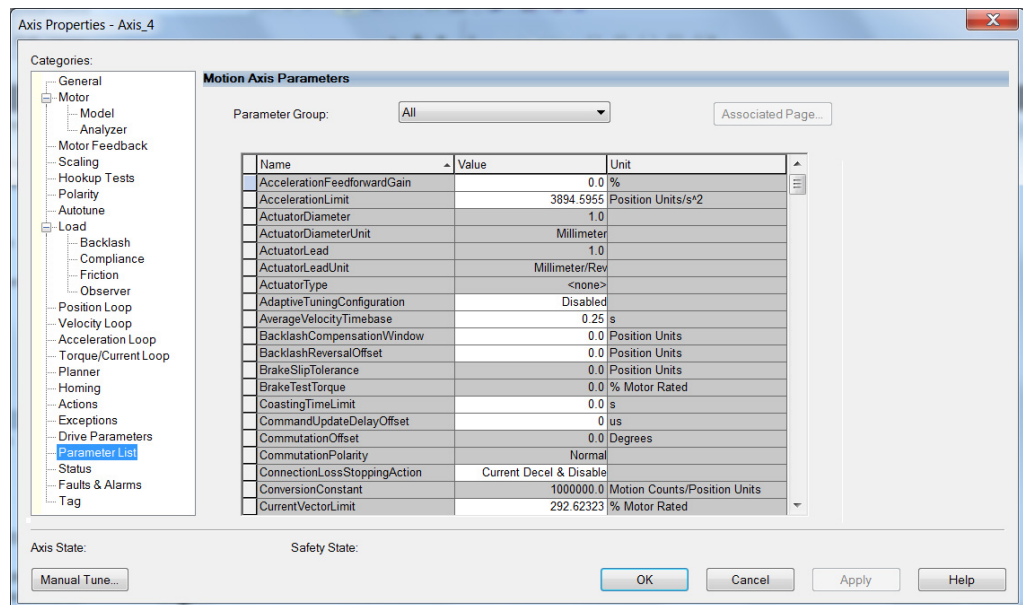 Axis Properties - Axis_4
X
Categories:
General
Motor
Model
Analyzer
Motor Feedback
Scaling
Hookup Tests
Polarity
Autotune
Load
Backlash
Compliance
Friction
Observer
Position Loop
Velocity Loop
Acceleration Loop
Torque/Current Loop
Planner
Homing
Actions
Exceptions
Drive Parameters
Parameter List
Status
Faults & Alarms
Tag
Motion Axis Parameters
Parameter Group: All Associated Page...
Name Value Unit
AccelerationFeedforwardGain 0.0 %
AccelerationLimit 3894.5955 Position Units/s^2
ActuatorDiameter 1.0
ActuatorDiameterUnit Millimeter
ActuatorLead 1.0
ActuatorLeadUnit Millimeter/Rev
ActuatorType <none>
AdaptiveTuningConfiguration Disabled
AverageVelocityTimebase 0.25 s
BacklashCompensationWindow 0.0 Position Units
BacklashReversalOffset 0.0 Position Units
BrakeSlipTolerance 0.0 Position Units
BrakeTestTorque 0.0 % Motor Rated
CoastingTimeLimit 0.0 s
CommandUpdateDelayOffset 0 us
CommutationOffset 0.0 Degrees
CommutationPolarity Normal
ConnectionLossStoppingAction Current Decel & Disable
ConversionConstant 1000000.0 Motion Counts/Position Units
CurrentVectorLimit 292.62323 % Motor Rated
Axis State: Safety State:
Manual Tune... OK Cancel Apply Help